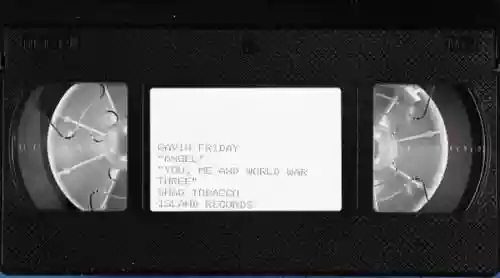 GAVIN FRIDAY
"ANGEL"
"YOU, ME AND WORLD WAR
THREE"
SHAG TOBACCO
ISLAND RECORDS